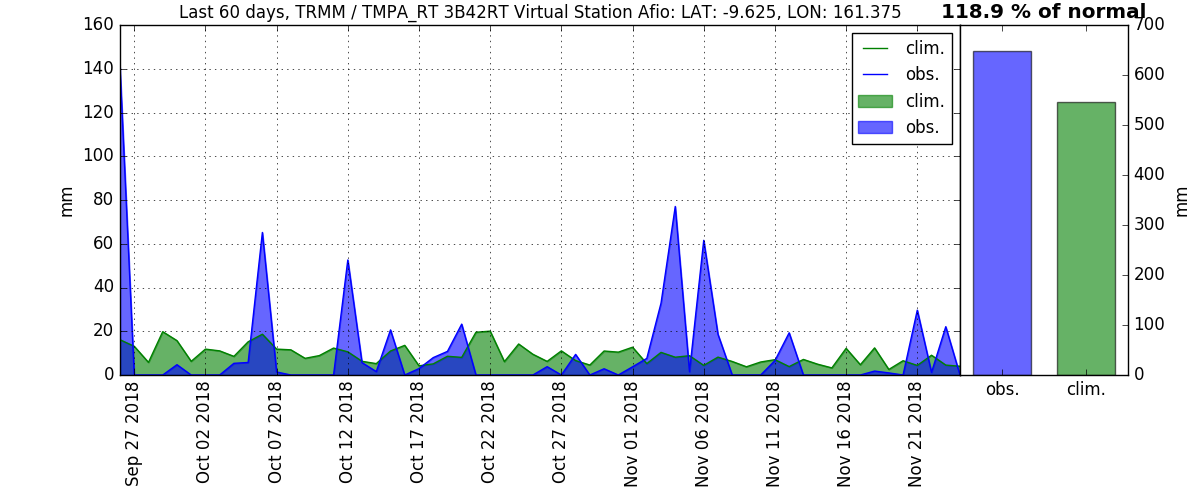 Last 60 days, TRMM / TMPA_RT 3B42RT Virtual Station Afio: LAT: -9.625, LON: 161.375
118.9 % of normal
160
140
120
100
80
60
40
20
0
mm
clim.
obs.
clim.
obs.
700
600
500
400
300
200
100
0
mm
obs.
clim.
Sep 27 2018
Oct 02 2018
Oct 07 2018
Oct 12 2018
Oct 17 2018
Oct 22 2018
Oct 27 2018
Nov 01 2018
Nov 06 2018
Nov 11 2018
Nov 16 2018
Nov 21 2018